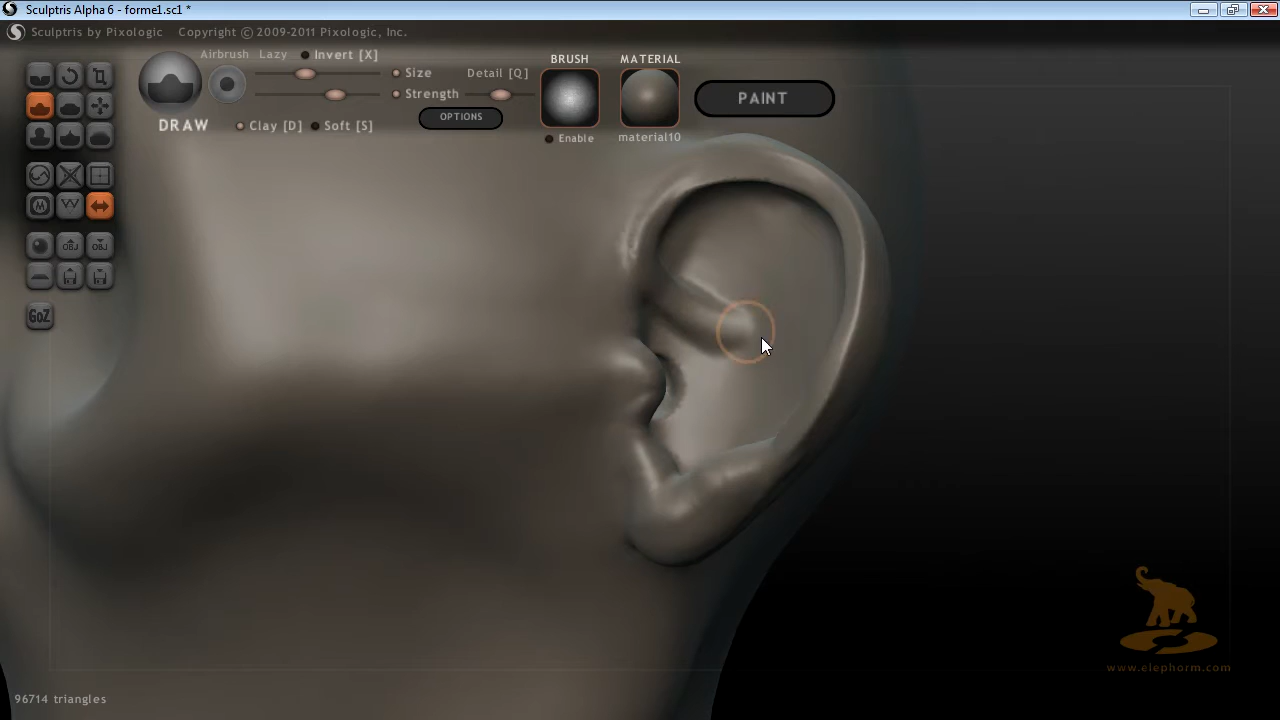 Sculptris Alpha 6 - forme1.sc1 *
Sculptris by Pixologic Copyright © 2009-2011 Pixologic, Inc.
Airbrush Lazy Invert [X]
Size Detail [Q]
Strength
OPTIONS
DRAW Clay [D] Soft [S]
BRUSH
Enable
MATERIAL
material10
PAINT
OBJ OBJ
GoZ
www.elephorm.com
96714 triangles